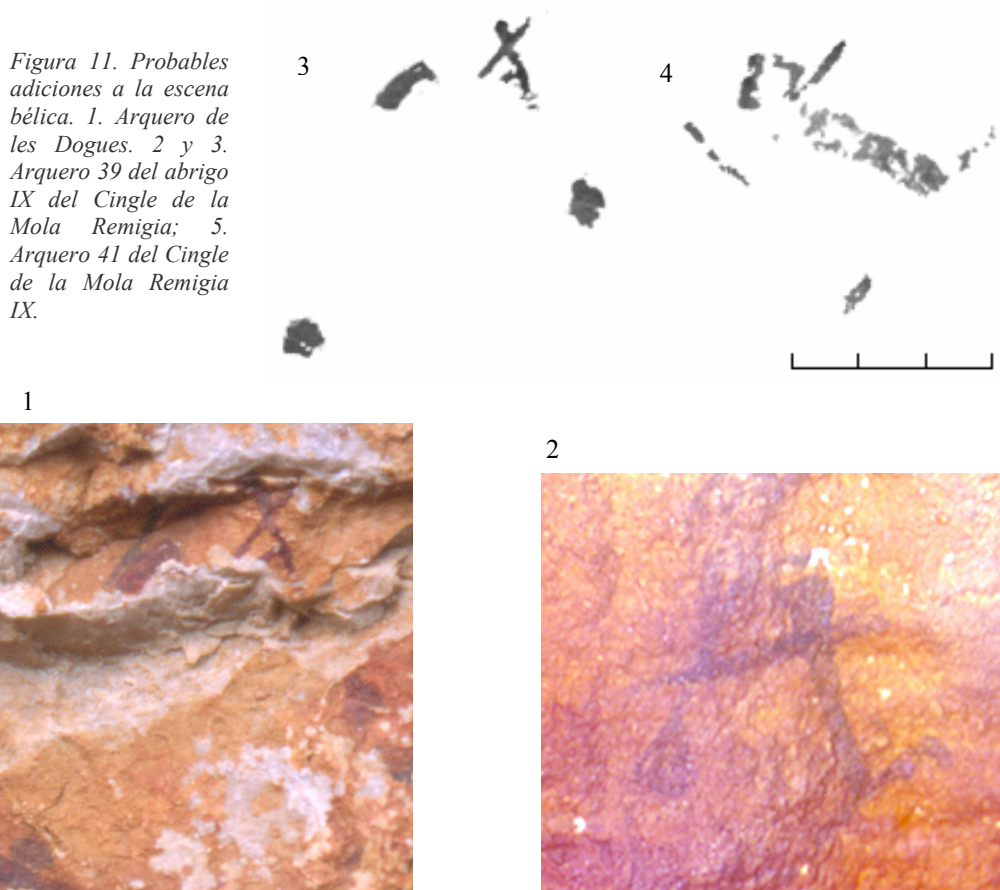 Figura 11. Probables
adiciones a la escena
bélica. 1. Arquero de
les Dogues. 2 y 3.
Arquero 39 del abrigo
IX del Cingle de la
Mola Remigia; 5.
Arquero 41 del Cingle
de la Mola Remigia
IX.
3
4
1
2